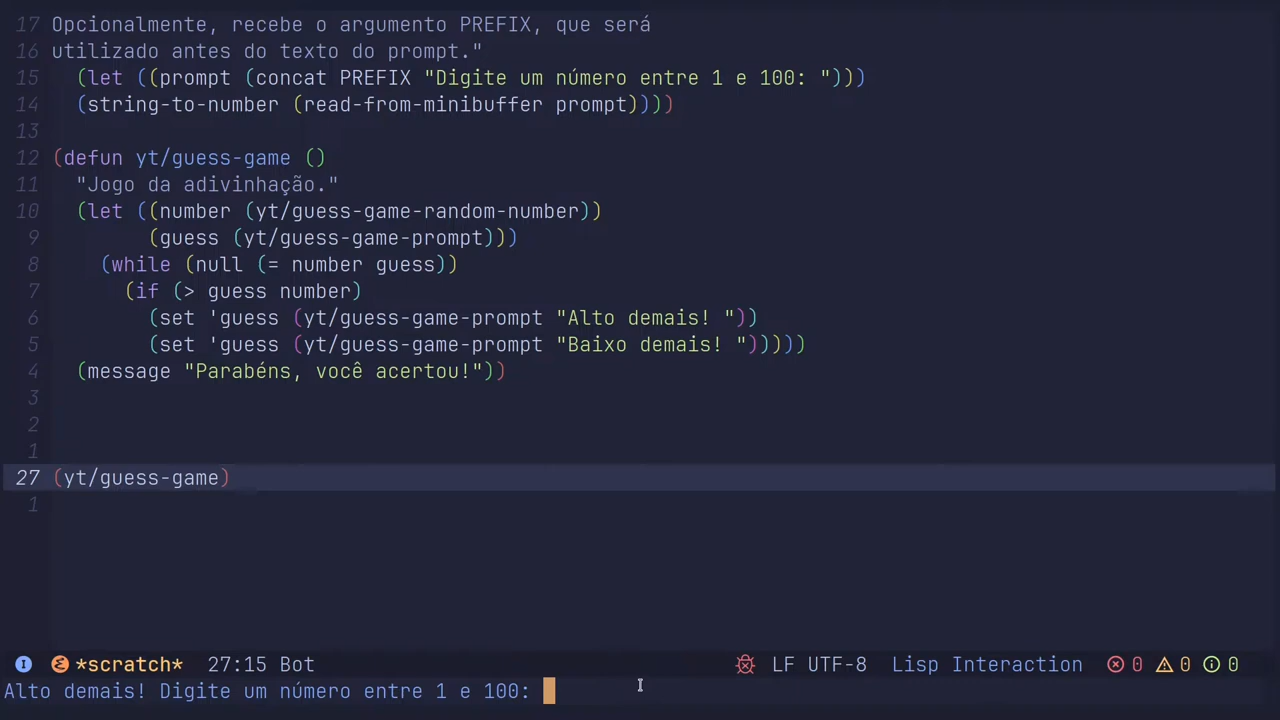 17 Opcionalmente, recebe o argumento PREFIX, que será
16 utilizado antes do texto do prompt."
15   (let ((prompt (concat PREFIX "Digite um número entre 1 e 100: ")))
14   (string-to-number (read-from-minibuffer prompt))))
13
12 (defun yt/guess-game ()
11   "Jogo da adivinhação."
10   (let ((number (yt/guess-game-random-number))
9         (guess (yt/guess-game-prompt)))
8     (while (null (= number guess))
7       (if (> guess number)
6         (set 'guess (yt/guess-game-prompt "Alto demais! "))
5         (set 'guess (yt/guess-game-prompt "Baixo demais! ")))))
4   (message "Parabéns, você acertou!"))
3
2
1
27 (yt/guess-game)
1
I *scratch* 27:15 Bot LF UTF-8 Lisp Interaction 0 0 0
Alto demais! Digite um número entre 1 e 100: